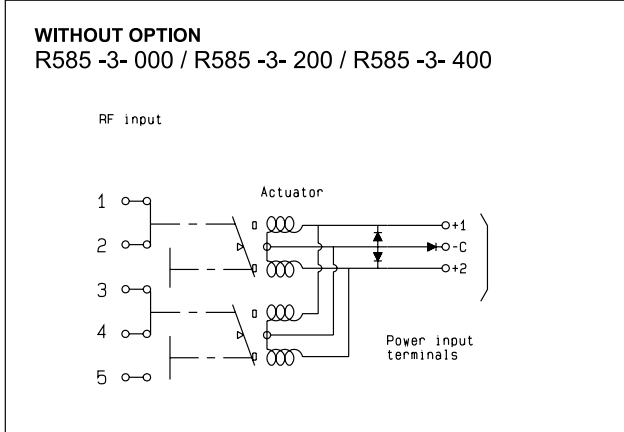 WITHOUT OPTION
R585 -3- 000 / R585 -3- 200 / R585 -3- 400
RF input
Actuator
1
2
3
4
5
+1
-C
+2
Power input
terminals